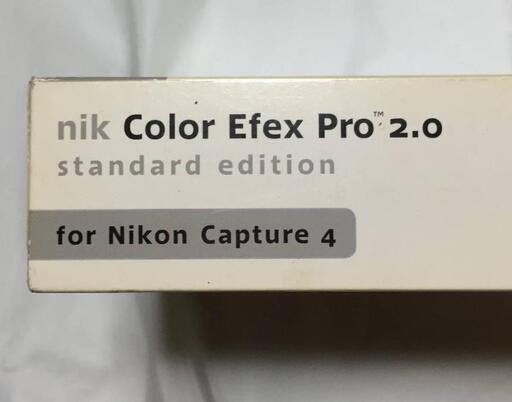 nik Color Efex Pro™ 2.0
standard edition
for Nikon Capture 4